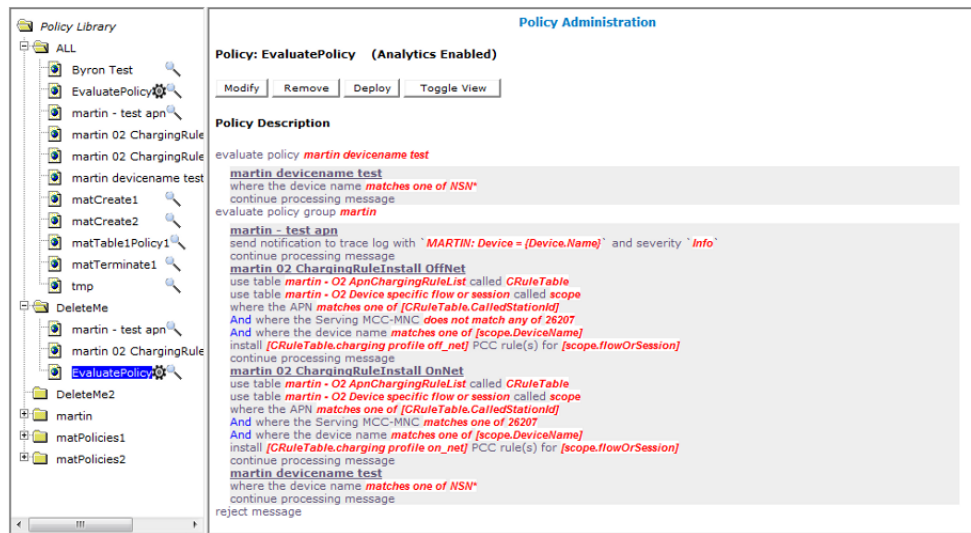 Policy Library
ALL
Byron Test
EvaluatePolicy
martin - test apn
martin 02 ChargingRule
martin 02 ChargingRule
martin devicename test
matCreate1
matCreate2
matTable1Policy1
matTerminate1
tmp
DeleteMe
martin - test apn
martin 02 ChargingRule
EvaluatePolicy
DeleteMe2
martin
matPolicies1
matPolicies2
Policy Administration
Policy: EvaluatePolicy (Analytics Enabled)
Modify Remove Deploy Toggle View
Policy Description
evaluate policy martin devicename test
martin devicename test
where the device name matches one of NSN*
continue processing message
evaluate policy group martin
martin - test apn
send notification to trace log with `MARTIN: Device = {Device.Name}` and severity `Info`
continue processing message
martin 02 ChargingRuleInstall OffNet
use table martin - O2 ApnChargingRuleList called CRuleTable
use table martin - O2 Device specific flow or session called scope
where the APN matches one of [CRuleTable.CalledStationId]
And where the Serving MCC-MNC does not match any of 26207
And where the device name matches one of [scope.DeviceName]
install [CRuleTable.charging profile off_net] PCC rule(s) for [scope.flowOrSession]
continue processing message
martin 02 ChargingRuleInstall OnNet
use table martin - O2 ApnChargingRuleList called CRuleTable
use table martin - O2 Device specific flow or session called scope
where the APN matches one of [CRuleTable.CalledStationId]
And where the Serving MCC-MNC matches one of 26207
And where the device name matches one of [scope.DeviceName]
install [CRuleTable.charging profile on_net] PCC rule(s) for [scope.flowOrSession]
continue processing message
martin devicename test
where the device name matches one of NSN*
continue processing message
reject message